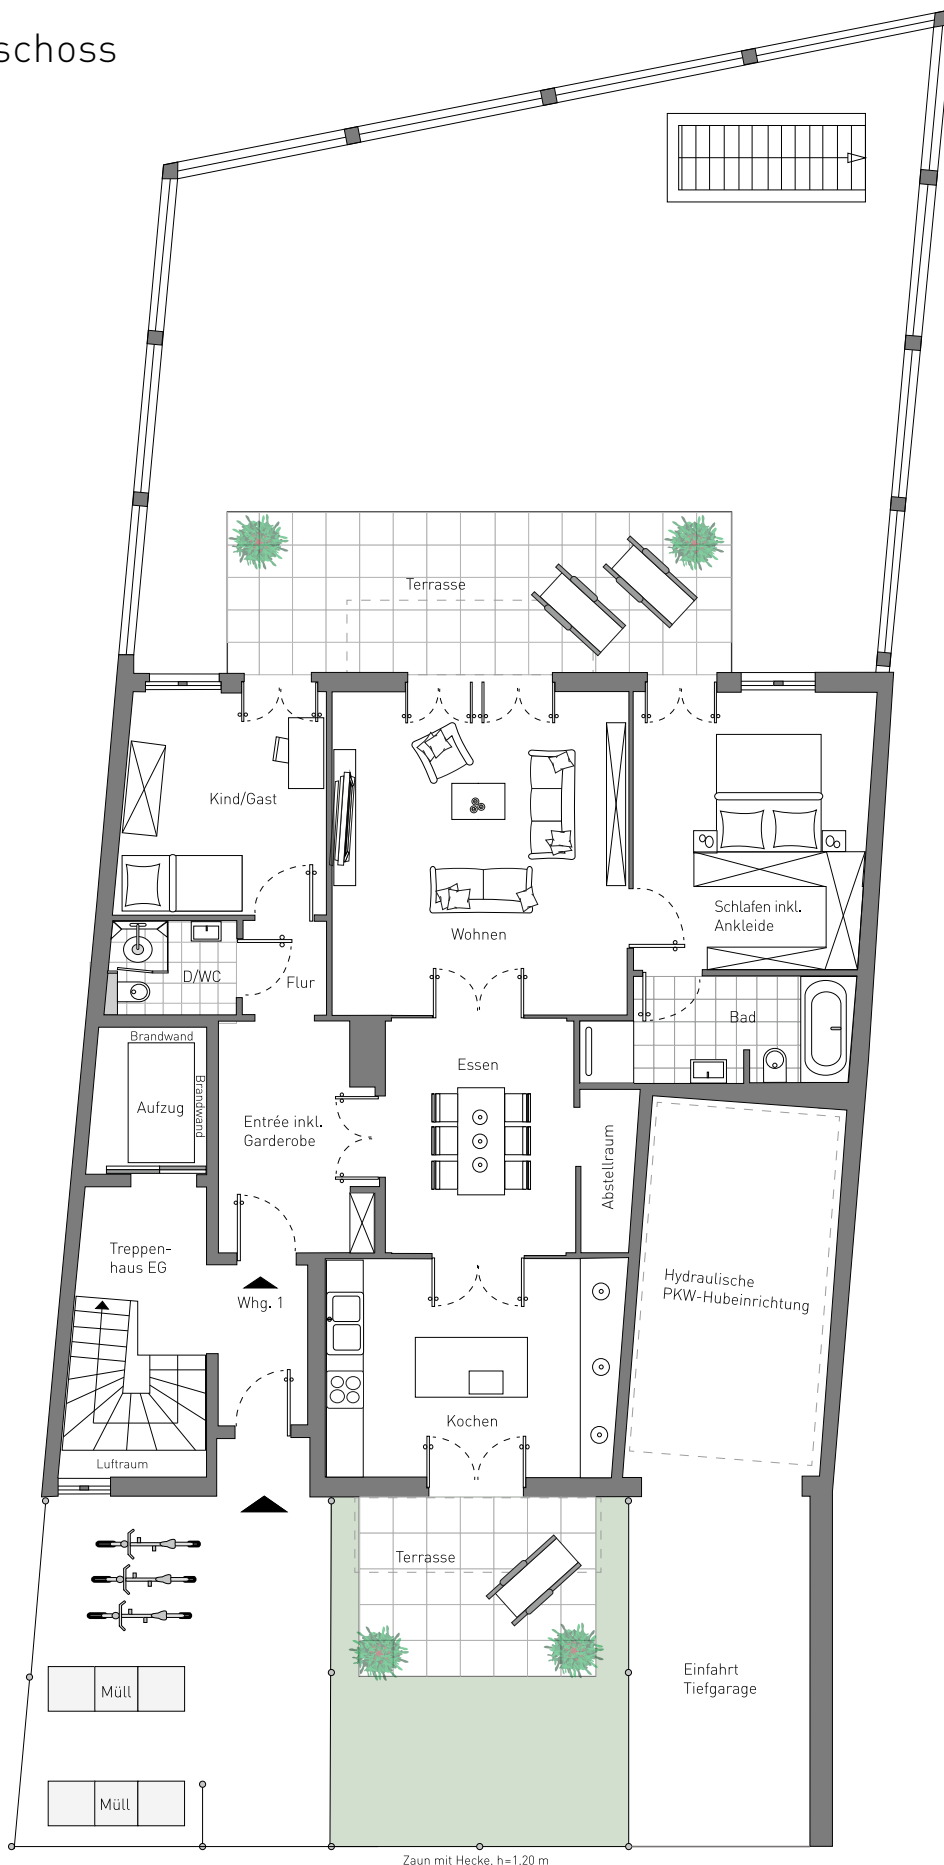 schoss
Terrasse
Kind/Gast
Schlafen inkl.
Ankleide
Wohnen
D/WC
Flur
Bad
Brandwand
Essen
Brandwand
Aufzug
Entrée inkl.
Garderobe
Abstellraum
Treppen-
haus EG
Hydraulische
PKW-Hubeinrichtung
Whg. 1
Kochen
Luftraum
Terrasse
Einfahrt
Tiefgarage
Müll
Müll
Zaun mit Hecke, h=1,20 m